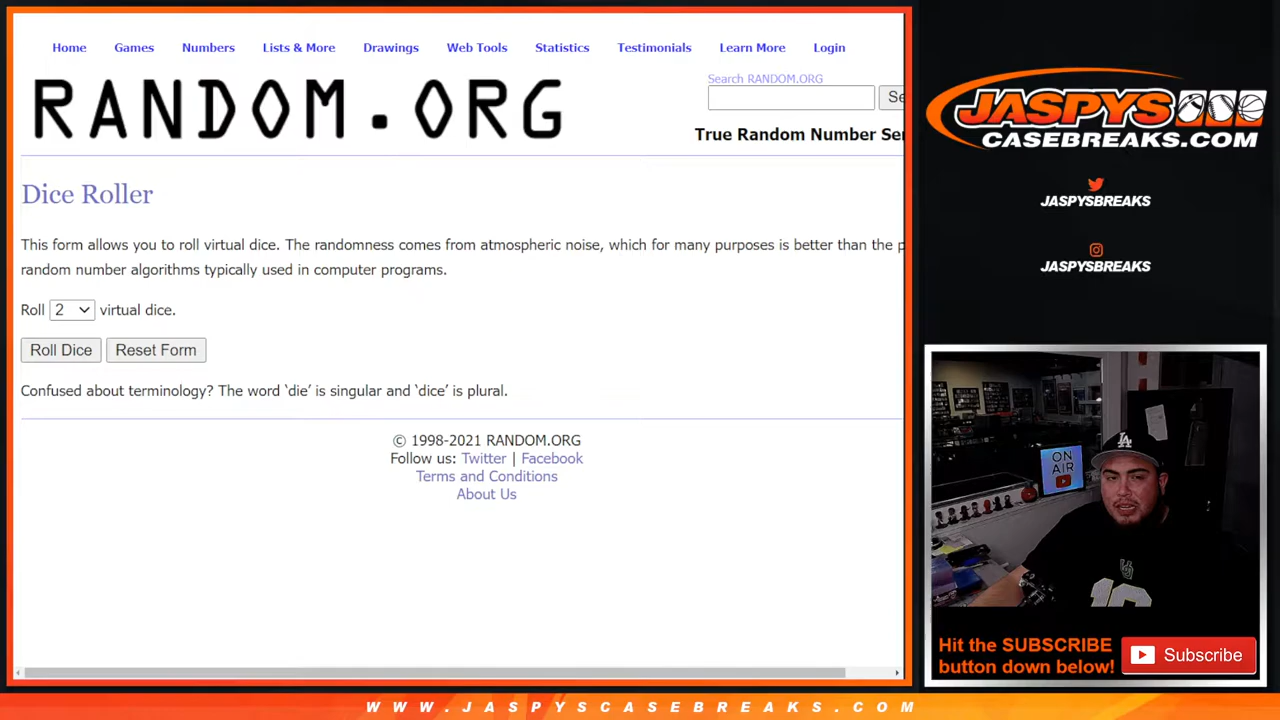 Home Games Numbers Lists & More Drawings Web Tools Statistics Testimonials Learn More Login
RANDOM.ORG
Search RANDOM.ORG
Se
True Random Number Ser
Dice Roller
This form allows you to roll virtual dice. The randomness comes from atmospheric noise, which for many purposes is better than the p
random number algorithms typically used in computer programs.
Roll 2 virtual dice.
Roll Dice Reset Form
Confused about terminology? The word ‘die’ is singular and ‘dice’ is plural.
© 1998-2021 RANDOM.ORG
Follow us: Twitter | Facebook
Terms and Conditions
About Us
JASPYS
CASEBREAKS.COM
JASPYSBREAKS
JASPYSBREAKS
ON
AIR
LA
Hit the SUBSCRIBE
button down below!
Subscribe
WWW.JASPYSCASEBREAKS.COM